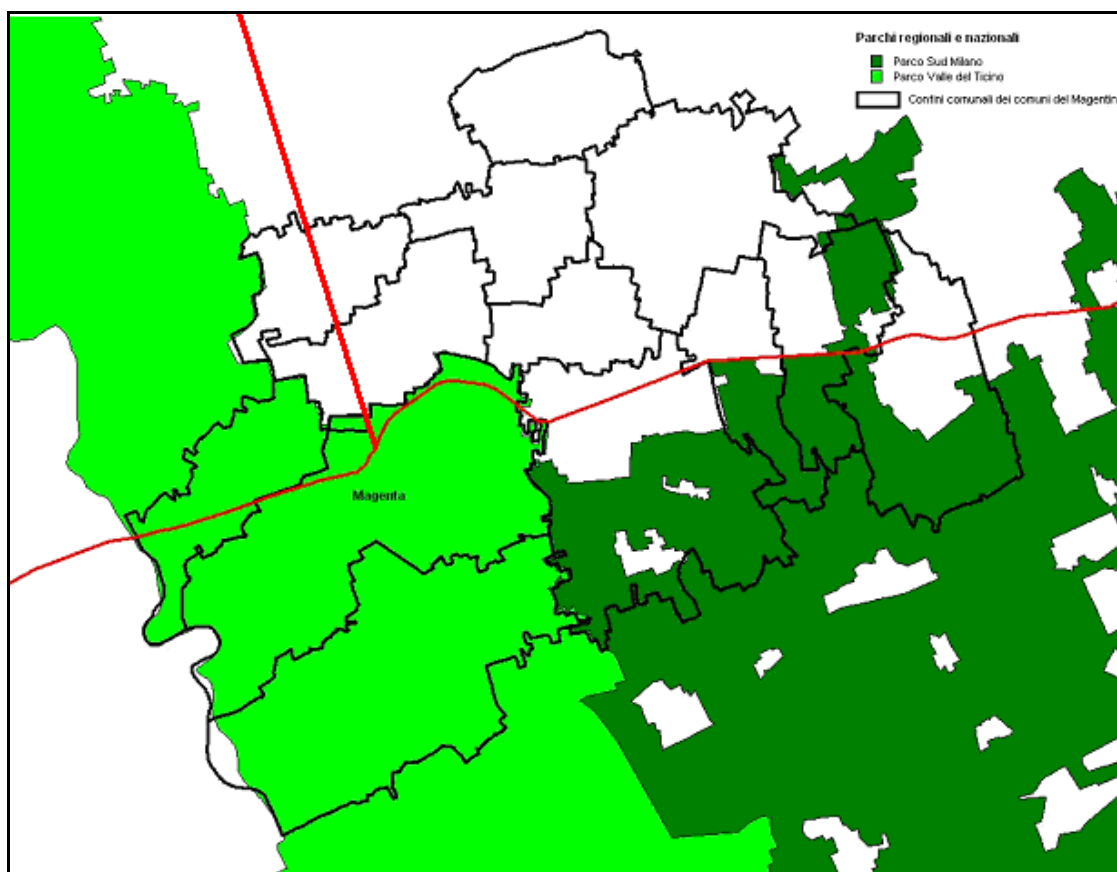 Parchi regionali e nazionali
Parco Sud Milano
Parco Valle del Ticino
Confini comunali dei comuni del Magentin
Magenta